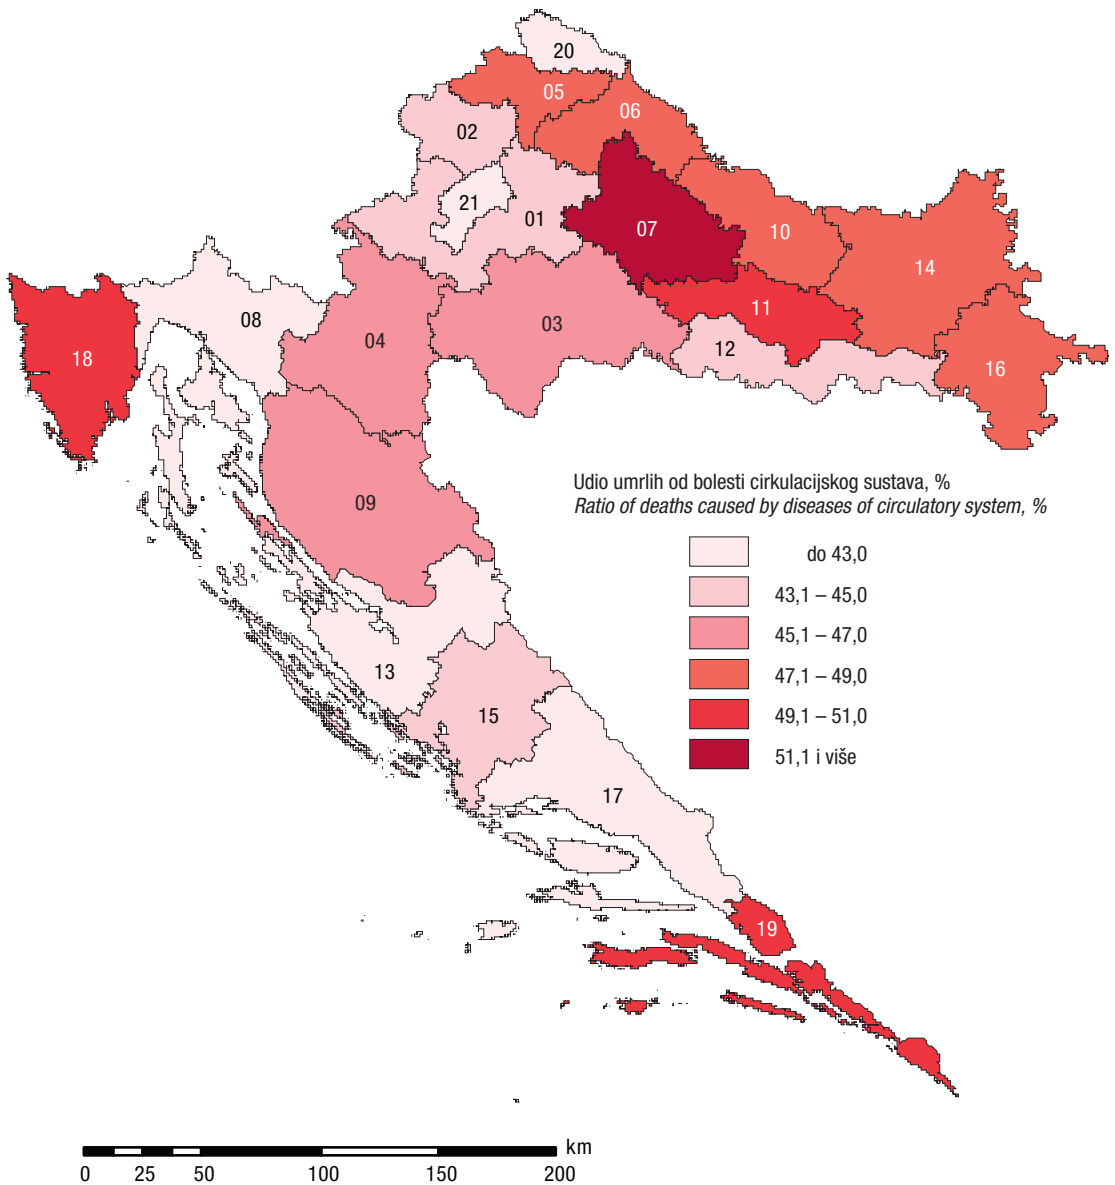 20
05
06
02
21
01
07
10
14
08
03
11
04
12
18
16
09
Udio umrlih od bolesti cirkulacijskog sustava, %
Ratio of deaths caused by diseases of circulatory system, %
do 43,0
43,1 – 45,0
45,1 – 47,0
47,1 – 49,0
49,1 – 51,0
51,1 i više
13
15
17
19
km
0 25 50 100 150 200